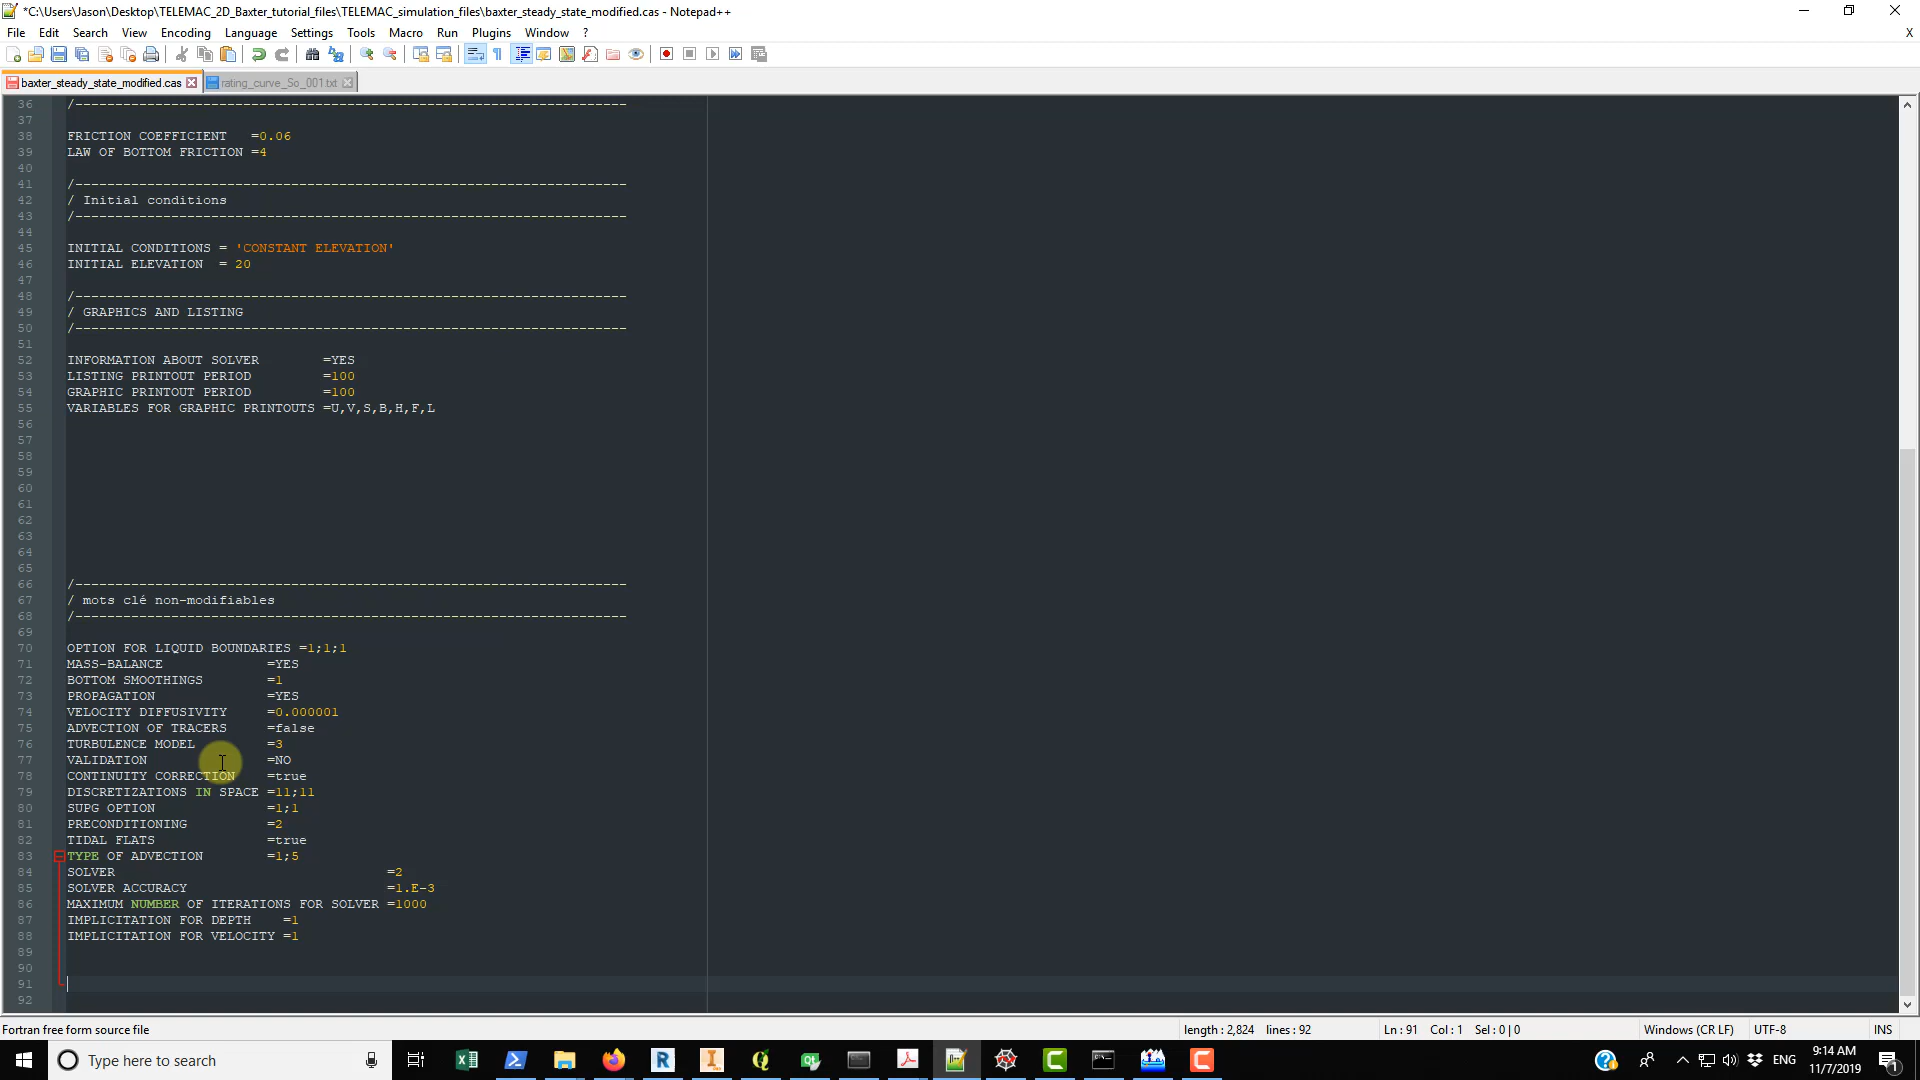 *C:\Users\Jason\Desktop\TELEMAC_2D_Baxter_tutorial_files\TELEMAC_simulation_files\baxter_steady_state_modified.cas - Notepad++
File Edit Search View Encoding Language Settings Tools Macro Run Plugins Window ? X
baxter_steady_state_modified.cas rating_curve_So_001.txt
36 /---------------------------------------------------------------------
37
38 FRICTION COEFFICIENT =0.06
39 LAW OF BOTTOM FRICTION =4
40
41 /---------------------------------------------------------------------
42 / Initial conditions
43 /---------------------------------------------------------------------
44
45 INITIAL CONDITIONS = 'CONSTANT ELEVATION'
46 INITIAL ELEVATION = 20
47
48 /---------------------------------------------------------------------
49 / GRAPHICS AND LISTING
50 /---------------------------------------------------------------------
51
52 INFORMATION ABOUT SOLVER =YES
53 LISTING PRINTOUT PERIOD =100
54 GRAPHIC PRINTOUT PERIOD =100
55 VARIABLES FOR GRAPHIC PRINTOUTS =U,V,S,B,H,F,L
56
57
58
59
60
61
62
63
64
65
66 /---------------------------------------------------------------------
67 / mots clé non-modifiables
68 /---------------------------------------------------------------------
69
70 OPTION FOR LIQUID BOUNDARIES =1;1;1
71 MASS-BALANCE =YES
72 BOTTOM SMOOTHINGS =1
73 PROPAGATION =YES
74 VELOCITY DIFFUSIVITY =0.000001
75 ADVECTION OF TRACERS =false
76 TURBULENCE MODEL =3
77 VALIDATION =NO
78 CONTINUITY CORRECTION =true
79 DISCRETIZATIONS IN SPACE =11;11
80 SUPG OPTION =1;1
81 PRECONDITIONING =2
82 TIDAL FLATS =true
83 TYPE OF ADVECTION =1;5
84 SOLVER =2
85 SOLVER ACCURACY =1.E-3
86 MAXIMUM NUMBER OF ITERATIONS FOR SOLVER =1000
87 IMPLICITATION FOR DEPTH =1
88 IMPLICITATION FOR VELOCITY =1
89
90
91
92
Fortran free form source file length : 2,824 lines : 92 Ln : 91 Col : 1 Sel : 0 | 0 Windows (CR LF) UTF-8 INS
Type here to search ENG 9:14 AM
11/7/2019